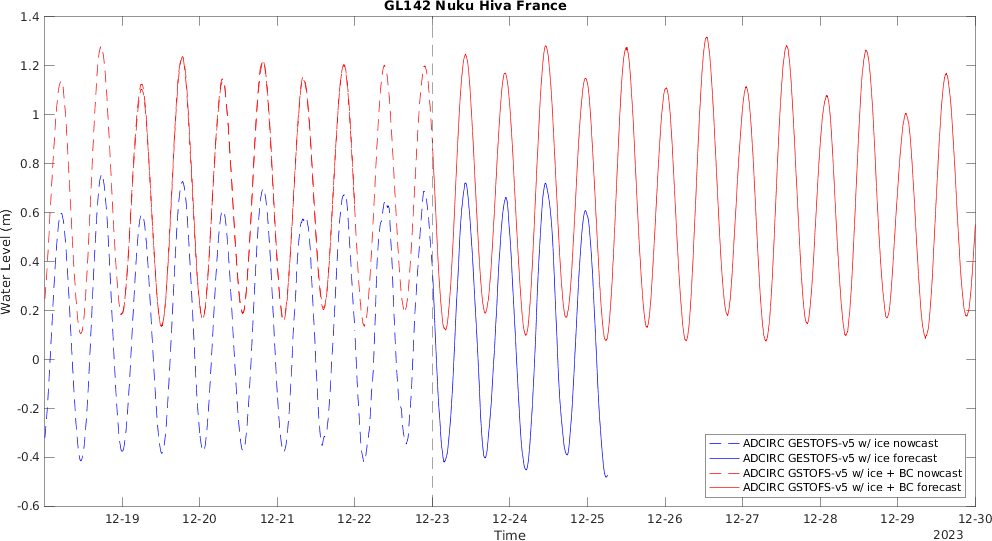 GL142 Nuku Hiva France
1.4
1.2
1
0.8
0.6
0.4
0.2
0
-0.2
-0.4
-0.6
Water Level (m)
12-19 12-20 12-21 12-22 12-23 12-24 12-25 12-26 12-27 12-28 12-29 12-30
Time
2023
ADCIRC GESTOFS-v5 w/ ice nowcast
ADCIRC GESTOFS-v5 w/ ice forecast
ADCIRC GSTOFS-v5 w/ ice + BC nowcast
ADCIRC GSTOFS-v5 w/ ice + BC forecast